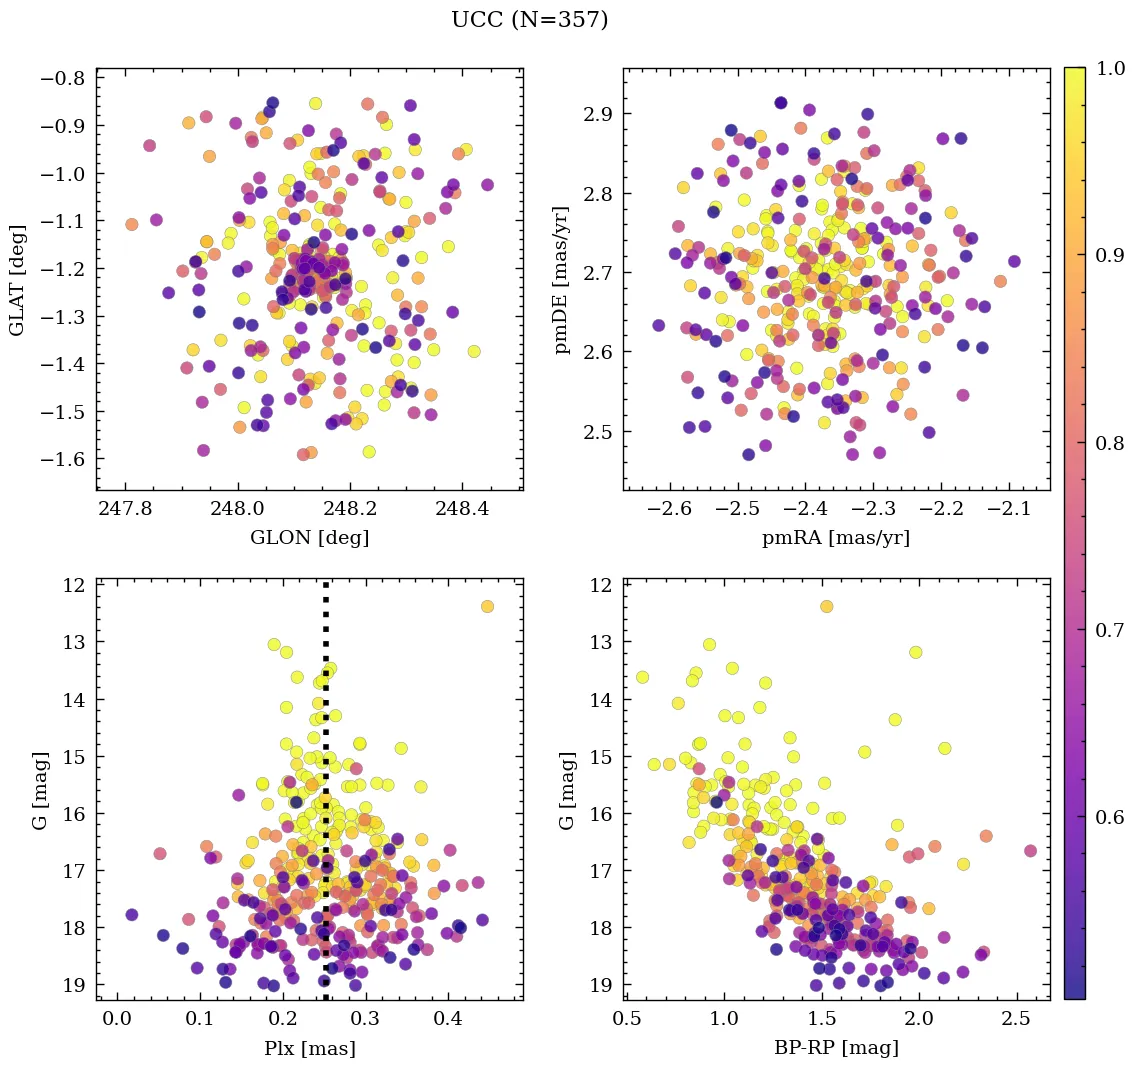 UCC (N=357)
−0.8
−0.9
−1.0
−1.1
−1.2
−1.3
−1.4
−1.5
−1.6
GLAT [deg]
247.8 248.0 248.2 248.4
GLON [deg]
2.9
2.8
2.7
2.6
2.5
pmDE [mas/yr]
−2.6 −2.5 −2.4 −2.3 −2.2 −2.1
pmRA [mas/yr]
1.0
0.9
0.8
0.7
0.6
12
13
14
15
16
17
18
19
G [mag]
0.0 0.1 0.2 0.3 0.4
Plx [mas]
12
13
14
15
16
17
18
19
G [mag]
0.5 1.0 1.5 2.0 2.5
BP-RP [mag]